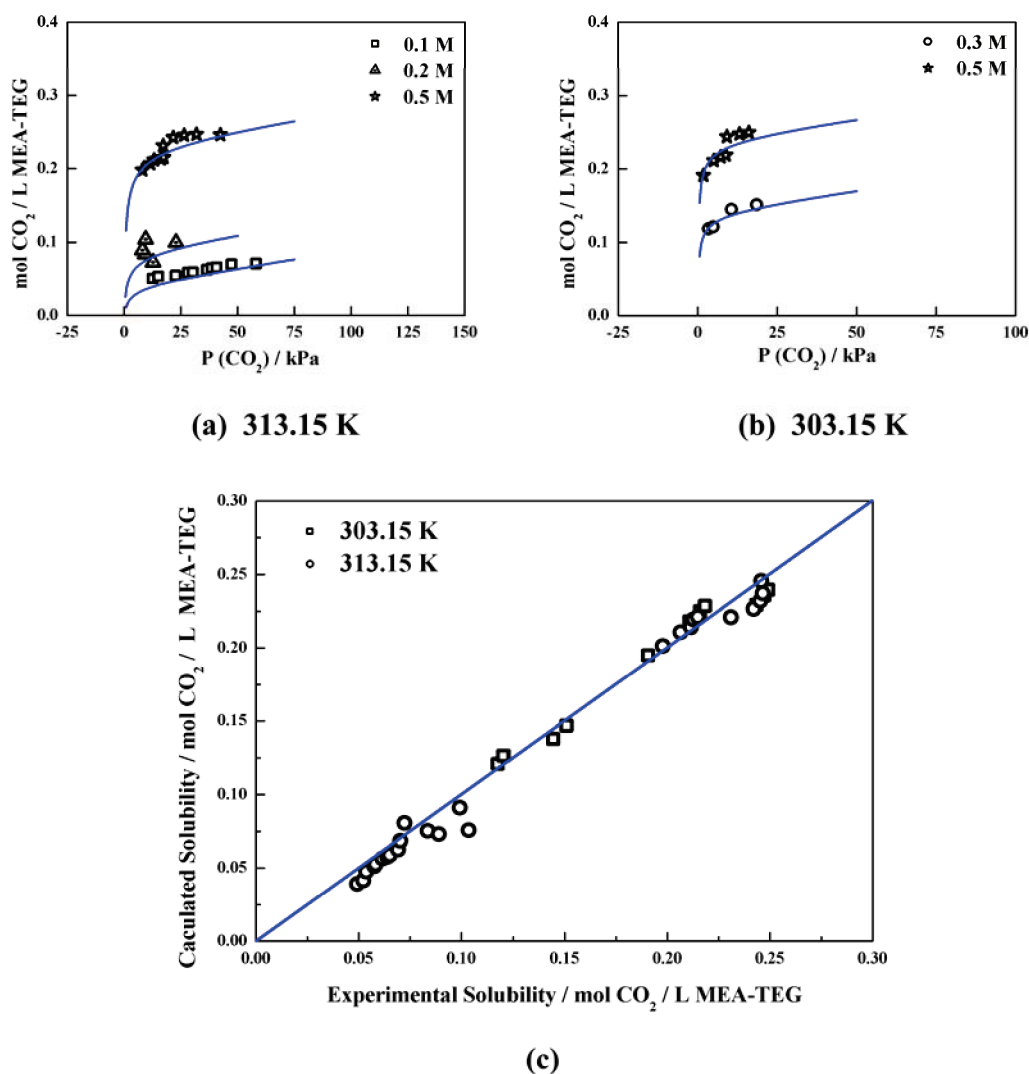 mol CO₂ / L MEA-TEG
0.4
0.3
0.2
0.1
0.0
0.1 M
0.2 M
0.5 M
-25 0 25 50 75 100 125 150
P (CO₂) / kPa
(a) 313.15 K
mol CO₂ / L MEA-TEG
0.4
0.3
0.2
0.1
0.0
0.3 M
0.5 M
-25 0 25 50 75 100
P (CO₂) / kPa
(b) 303.15 K
Caculated Solubility / mol CO₂ / L MEA-TEG
0.30
0.25
0.20
0.15
0.10
0.05
0.00
303.15 K
313.15 K
0.00 0.05 0.10 0.15 0.20 0.25 0.30
Experimental Solubility / mol CO₂ / L MEA-TEG
(c)